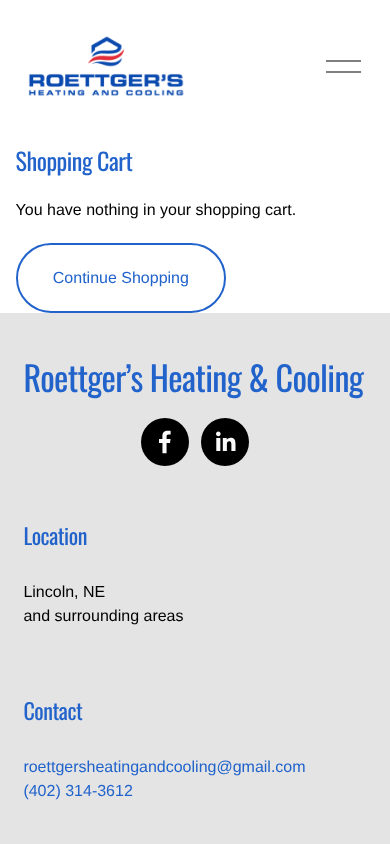 ROETTGER'S
HEATING AND COOLING
Shopping Cart
You have nothing in your shopping cart.
Continue Shopping
Roettger’s Heating & Cooling
Location
Lincoln, NE
and surrounding areas
Contact
roettgersheatingandcooling@gmail.com
(402) 314-3612